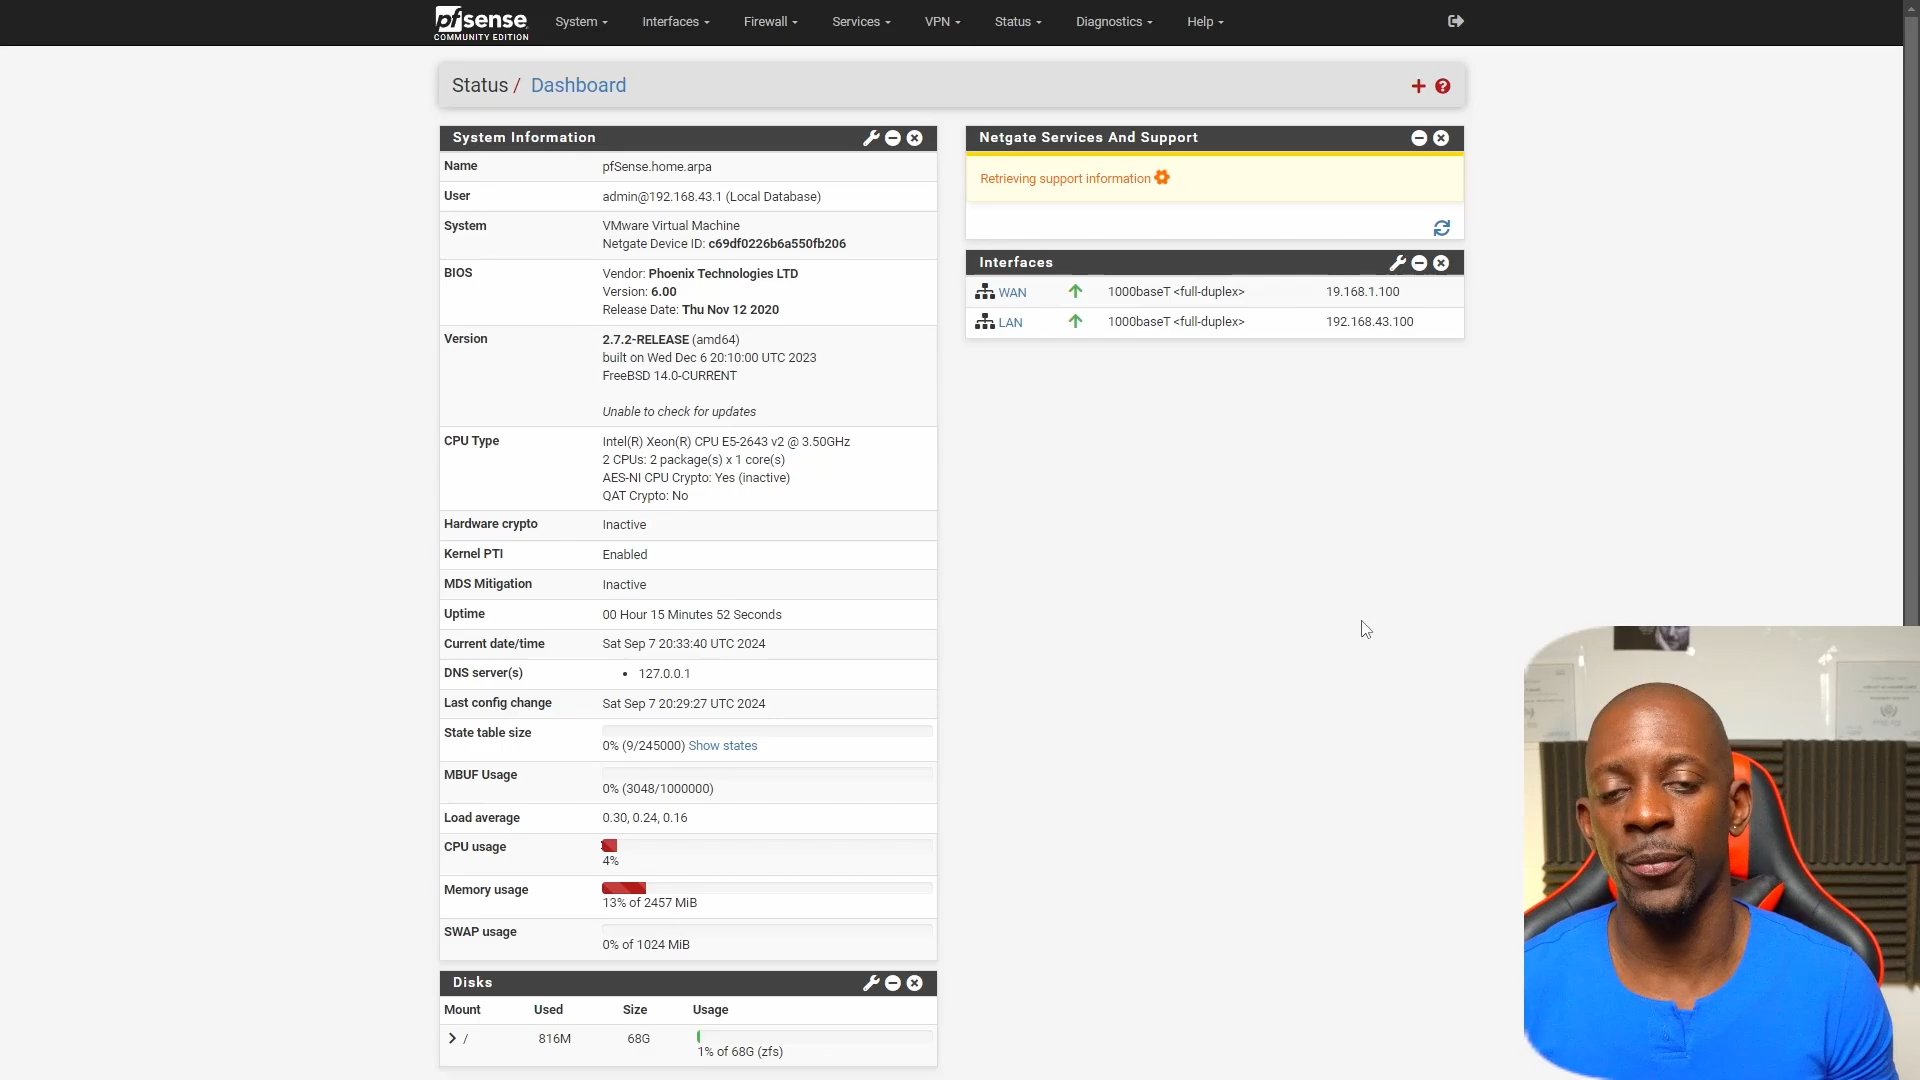 pfsense
COMMUNITY EDITION
System
Interfaces
Firewall
Services
VPN
Status
Diagnostics
Help
Status / Dashboard
System Information
Name pfSense.home.arpa
User admin@192.168.43.1 (Local Database)
System VMware Virtual Machine
Netgate Device ID: c69df0226b6a550fb206
BIOS Vendor: Phoenix Technologies LTD
Version: 6.00
Release Date: Thu Nov 12 2020
Version 2.7.2-RELEASE (amd64)
built on Wed Dec 6 20:10:00 UTC 2023
FreeBSD 14.0-CURRENT
Unable to check for updates
CPU Type Intel(R) Xeon(R) CPU E5-2643 v2 @ 3.50GHz
2 CPUs: 2 package(s) x 1 core(s)
AES-NI CPU Crypto: Yes (inactive)
QAT Crypto: No
Hardware crypto Inactive
Kernel PTI Enabled
MDS Mitigation Inactive
Uptime 00 Hour 15 Minutes 52 Seconds
Current date/time Sat Sep 7 20:33:40 UTC 2024
DNS server(s) • 127.0.0.1
Last config change Sat Sep 7 20:29:27 UTC 2024
State table size 0% (9/245000) Show states
MBUF Usage 0% (3048/1000000)
Load average 0.30, 0.24, 0.16
CPU usage 4%
Memory usage 13% of 2457 MiB
SWAP usage 0% of 1024 MiB
Disks
Mount Used Size Usage
/ 816M 68G 1% of 68G (zfs)
Netgate Services And Support
Retrieving support information
Interfaces
WAN 1000baseT <full-duplex> 19.168.1.100
LAN 1000baseT <full-duplex> 192.168.43.100